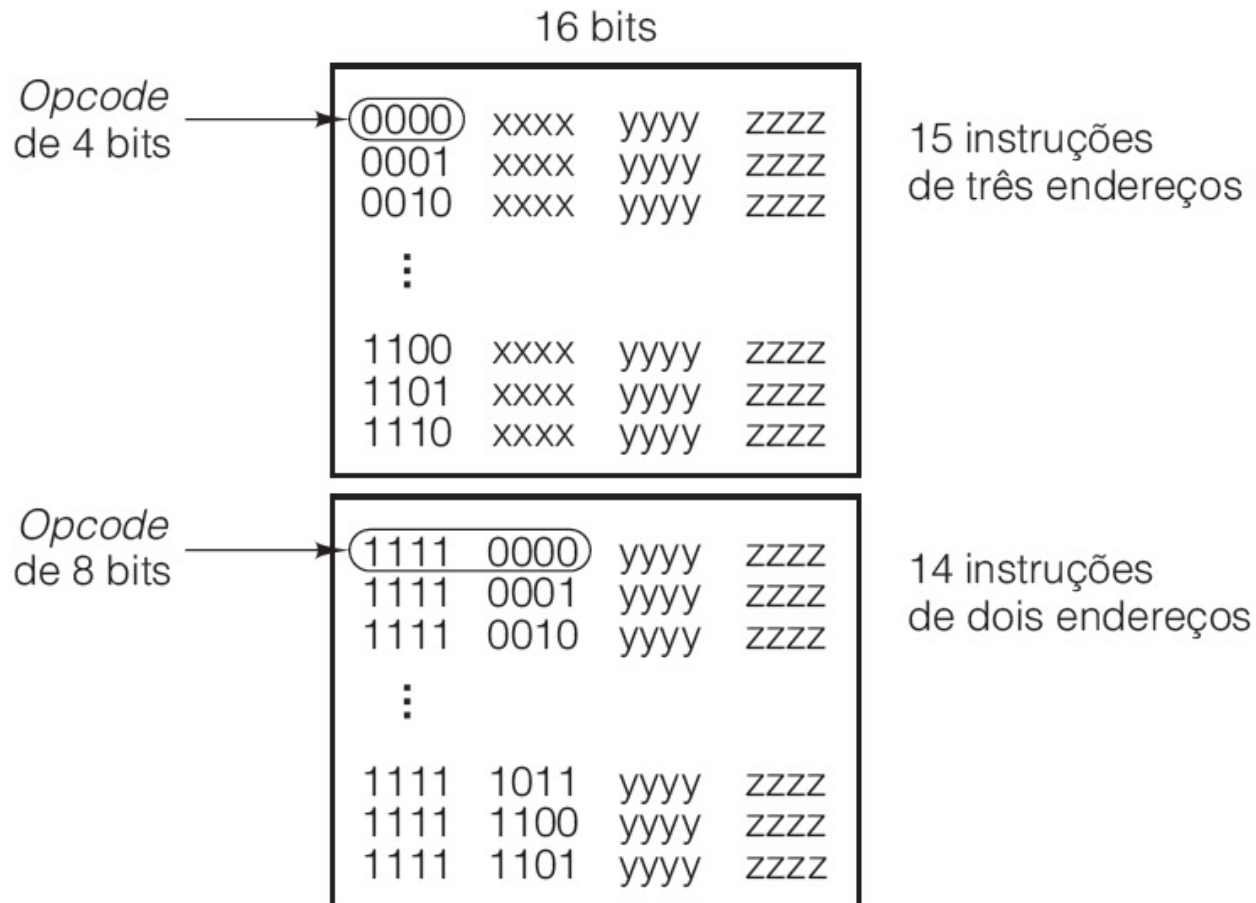 16 bits
Opcode
de 4 bits
0000 xxxx yyyy zzzz
0001 xxxx yyyy zzzz
0010 xxxx yyyy zzzz
⋮
1100 xxxx yyyy zzzz
1101 xxxx yyyy zzzz
1110 xxxx yyyy zzzz
15 instruções
de três endereços
Opcode
de 8 bits
1111 0000 yyyy zzzz
1111 0001 yyyy zzzz
1111 0010 yyyy zzzz
⋮
1111 1011 yyyy zzzz
1111 1100 yyyy zzzz
1111 1101 yyyy zzzz
14 instruções
de dois endereços